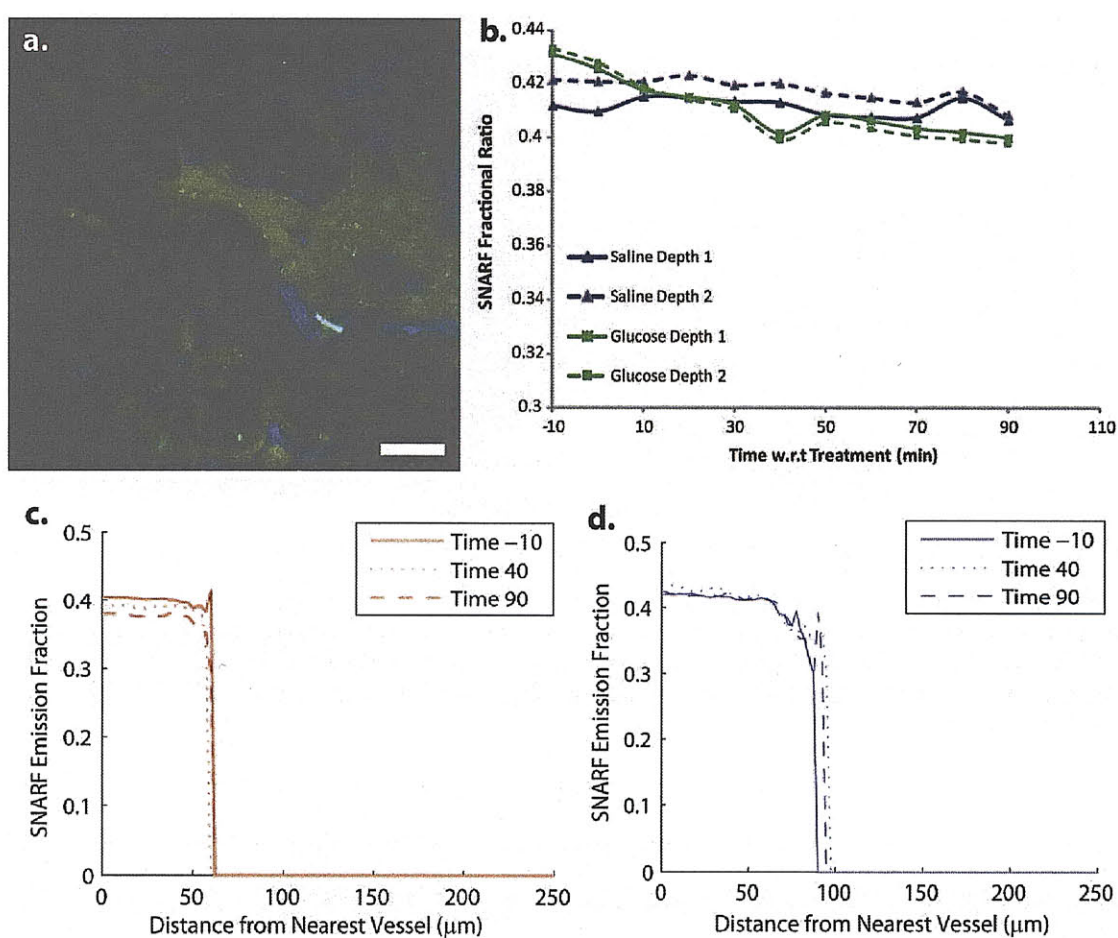 a.
b.
0.44
0.42
0.4
0.38
0.36
0.34
0.32
0.3
SNARF Fractional Ratio
Saline Depth 1
Saline Depth 2
Glucose Depth 1
Glucose Depth 2
-10 10 30 50 70 90 110
Time w.r.t Treatment (min)
c.
0.5
0.4
0.3
0.2
0.1
0
SNARF Emission Fraction
Time −10
Time 40
Time 90
0 50 100 150 200 250
Distance from Nearest Vessel (μm)
d.
0.5
0.4
0.3
0.2
0.1
0
SNARF Emission Fraction
Time −10
Time 40
Time 90
0 50 100 150 200 250
Distance from Nearest Vessel (μm)